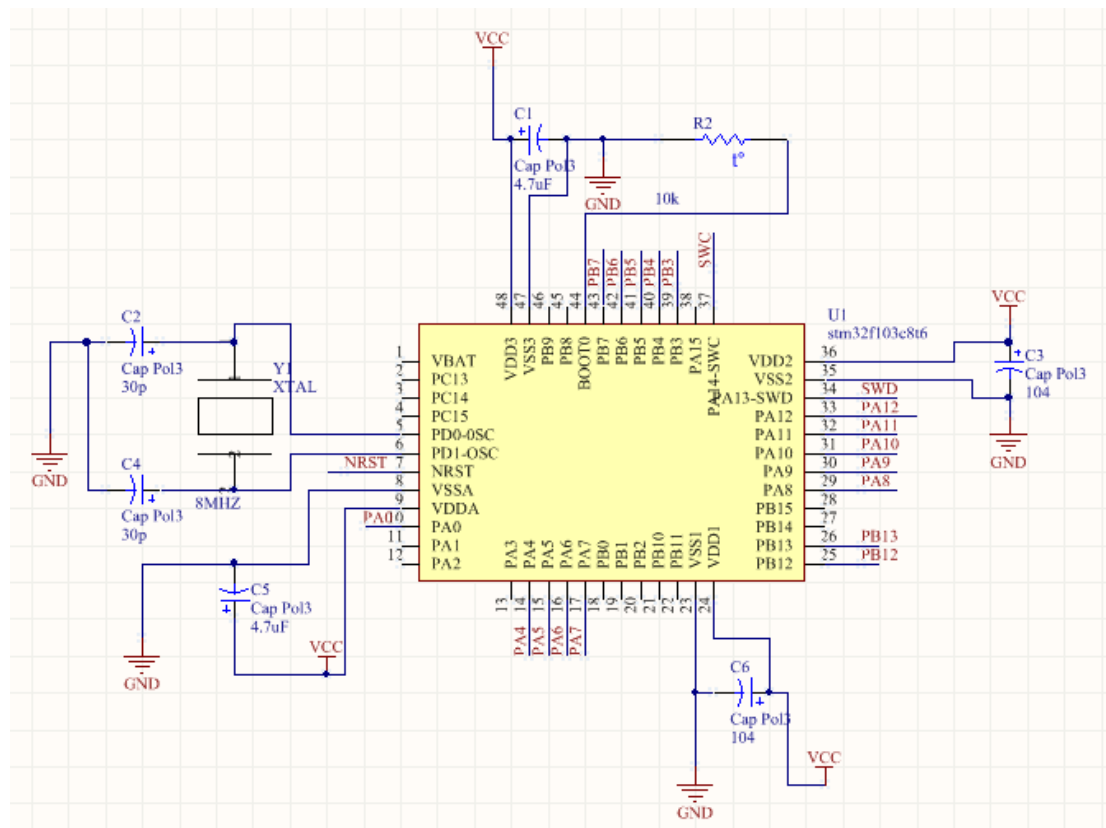 VCC
C1
Cap Pol3
4.7uF
GND
R2
t°
10k
PB7
PB6
PB5
PB4
PB3
SWC
48
47
46
45
44
43
42
41
40
39
38
37
VDD3
VSS3
PB9
PB8
BOOT0
PB7
PB6
PB5
PB4
PB3
PA15
PA14-SWC
U1
stm32f103c8t6
C2
Cap Pol3
30p
Y1
XTAL
1
2
8MHZ
GND
C4
Cap Pol3
30p
1 VBAT
2 PC13
3 PC14
4 PC15
5 PD0-0SC
6 PD1-OSC
NRST 7 NRST
8 VSSA
9 VDDA
PA0 10 PA0
11 PA1
12 PA2
VDD2 36
VSS2 35
PA13-SWD 34 SWD
PA12 33 PA12
PA11 32 PA11
PA10 31 PA10
PA9 30 PA9
PA8 29 PA8
PB15 28
PB14 27
PB13 26 PB13
PB12 25 PB12
VCC
C3
Cap Pol3
104
GND
PA3
PA4
PA5
PA6
PA7
PB0
PB1
PB2
PB10
PB11
VSS1
VDD1
13
14
15
16
17
18
19
20
21
22
23
24
PA4
PA5
PA6
PA7
C5
Cap Pol3
4.7uF
VCC
GND
C6
Cap Pol3
104
VCC
GND